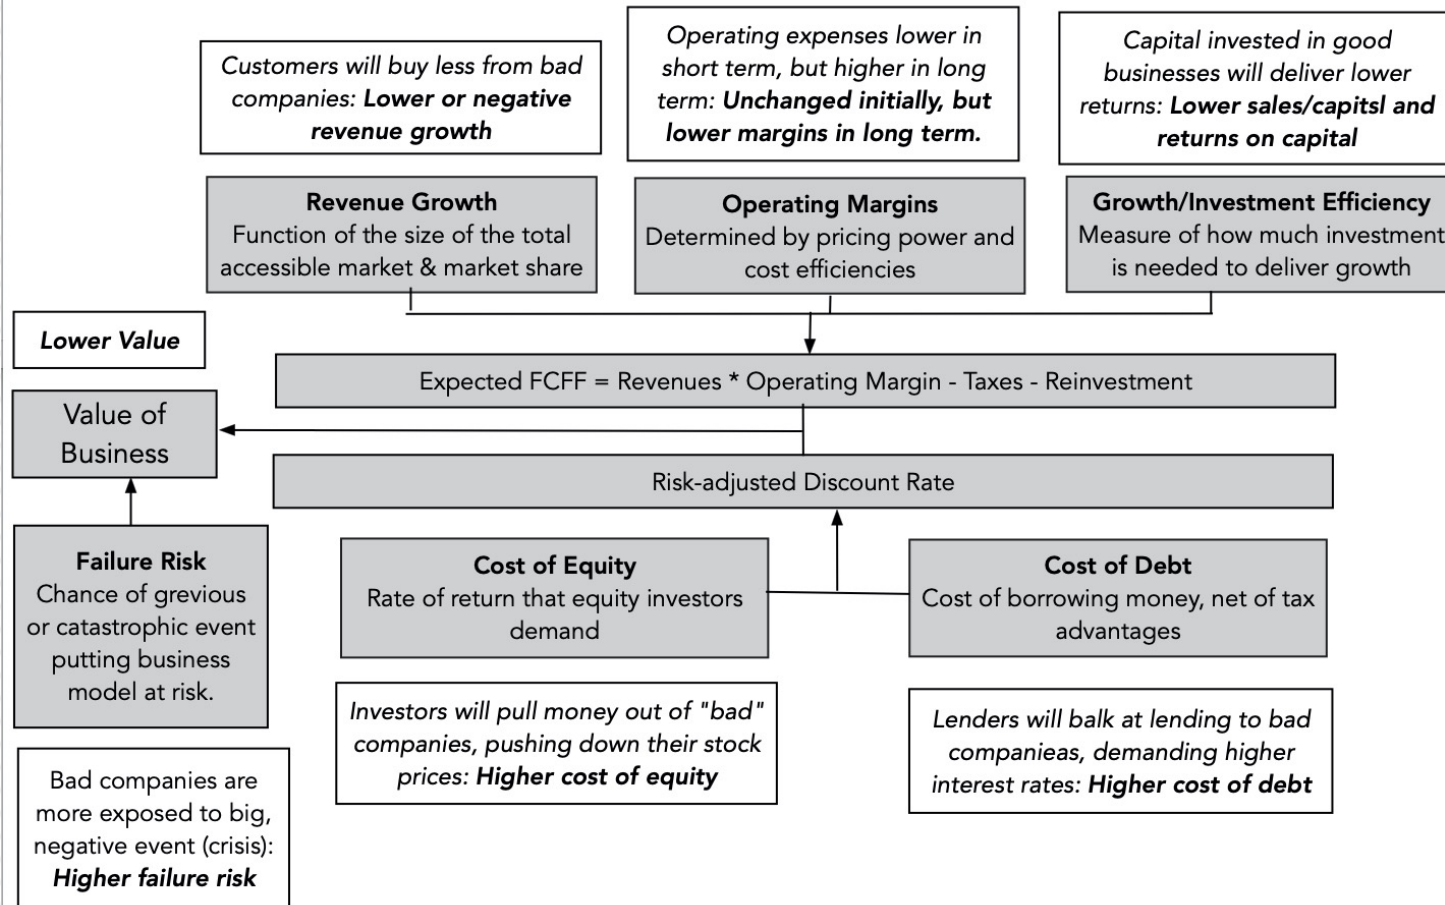 Customers will buy less from bad
companies: Lower or negative
revenue growth
Operating expenses lower in
short term, but higher in long
term: Unchanged initially, but
lower margins in long term.
Capital invested in good
businesses will deliver lower
returns: Lower sales/capitsl and
returns on capital
Revenue Growth
Function of the size of the total
accessible market & market share
Operating Margins
Determined by pricing power and
cost efficiencies
Growth/Investment Efficiency
Measure of how much investment
is needed to deliver growth
Lower Value
Expected FCFF = Revenues * Operating Margin - Taxes - Reinvestment
Value of
Business
Risk-adjusted Discount Rate
Failure Risk
Chance of grevious
or catastrophic event
putting business
model at risk.
Cost of Equity
Rate of return that equity investors
demand
Cost of Debt
Cost of borrowing money, net of tax
advantages
Investors will pull money out of "bad"
companies, pushing down their stock
prices: Higher cost of equity
Lenders will balk at lending to bad
companieas, demanding higher
interest rates: Higher cost of debt
Bad companies are
more exposed to big,
negative event (crisis):
Higher failure risk